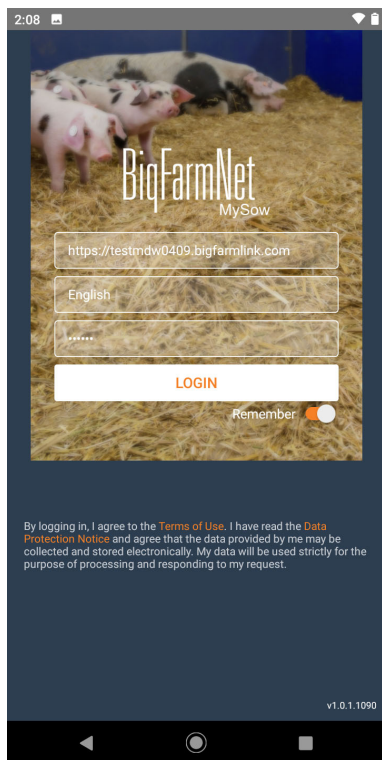 2:08
BigFarmNet
MySow
https://testmdw0409.bigfarmlink.com
English
••••••
LOGIN
Remember
By logging in, I agree to the Terms of Use. I have read the Data
Protection Notice and agree that the data provided by me may be
collected and stored electronically. My data will be used strictly for the
purpose of processing and responding to my request.
v1.0.1.1090